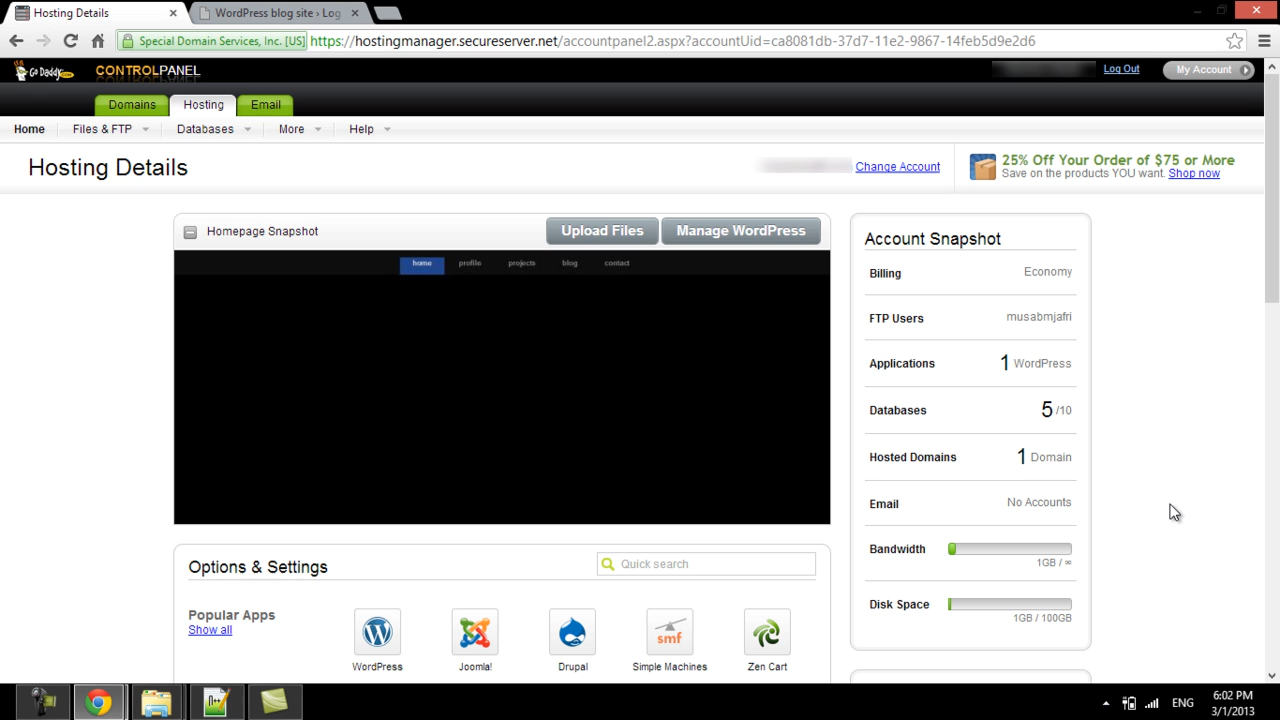 Hosting Details
WordPress blog site › Log
Special Domain Services, Inc. [US] https://hostingmanager.secureserver.net/accountpanel2.aspx?accountUid=ca8081db-37d7-11e2-9867-14feb5d9e2d6
Go Daddy.com
CONTROLPANEL
Log Out
My Account
Domains
Hosting
Email
Home
Files & FTP
Databases
More
Help
Hosting Details
Change Account
25% Off Your Order of $75 or More
Save on the products YOU want. Shop now
Homepage Snapshot
Upload Files
Manage WordPress
home
profile
projects
blog
contact
Account Snapshot
Billing Economy
FTP Users musabmjafri
Applications 1 WordPress
Databases 5 /10
Hosted Domains 1 Domain
Email No Accounts
Bandwidth
1GB / ∞
Disk Space
1GB / 100GB
Options & Settings
Quick search
Popular Apps
Show all
WordPress
Joomla!
Drupal
smf
Simple Machines
Zen Cart
ENG
6:02 PM
3/1/2013